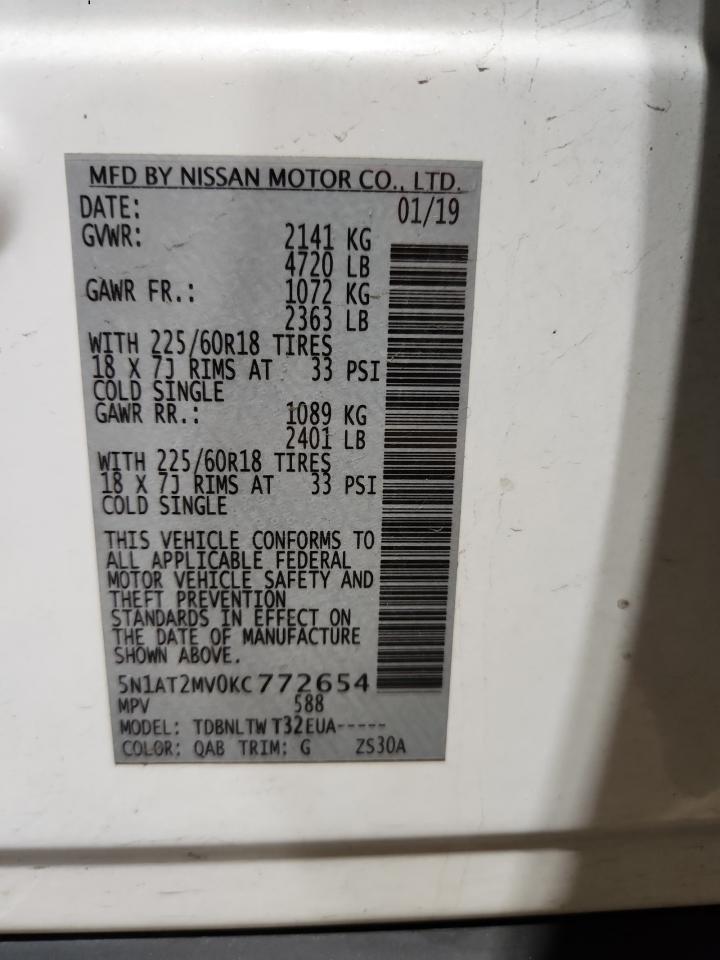 MFD BY NISSAN MOTOR CO., LTD.
DATE: 01/19
GVWR: 2141 KG
4720 LB
GAWR FR.: 1072 KG
2363 LB
WITH 225/60R18 TIRES
18 X 7J RIMS AT 33 PSI
COLD SINGLE
GAWR RR.: 1089 KG
2401 LB
WITH 225/60R18 TIRES
18 X 7J RIMS AT 33 PSI
COLD SINGLE
THIS VEHICLE CONFORMS TO
ALL APPLICABLE FEDERAL
MOTOR VEHICLE SAFETY AND
THEFT PREVENTION
STANDARDS IN EFFECT ON
THE DATE OF MANUFACTURE
SHOWN ABOVE.
5N1AT2MV0KC772654
MPV 588
MODEL: TDBNLTW T32EUA-----
COLOR: QAB TRIM: G ZS30A